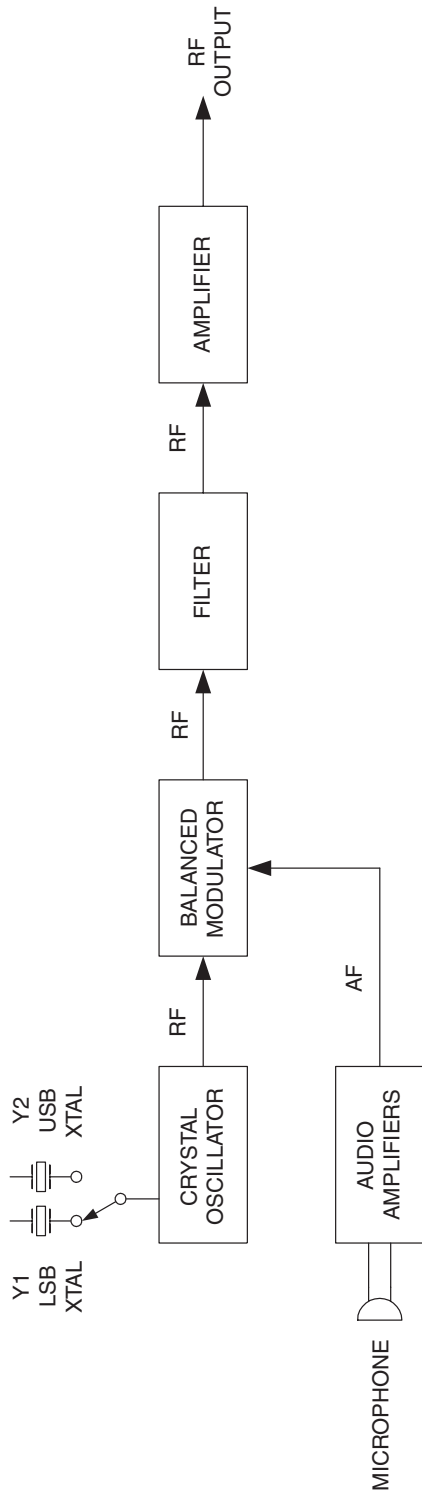 Y1
LSB
XTAL
Y2
USB
XTAL
CRYSTAL
OSCILLATOR
RF
BALANCED
MODULATOR
RF
FILTER
RF
AMPLIFIER
RF
OUTPUT
MICROPHONE
AUDIO
AMPLIFIERS
AF